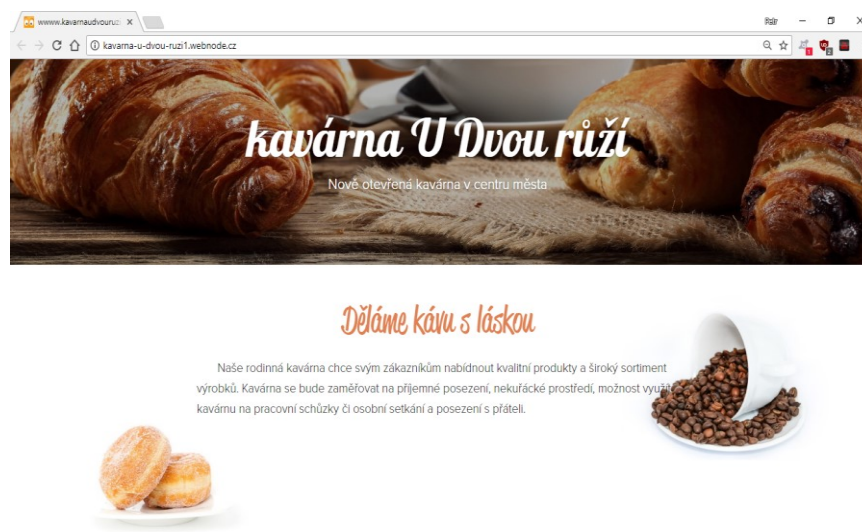 wwww.kavarnaudvouruzi
kavarna-u-dvou-ruzi1.webnode.cz
kavárna U Dvou růží
Nově otevřená kavárna v centru města
Děláme kávu s láskou
Naše rodinná kavárna chce svým zákazníkům nabídnout kvalitní produkty a široký sortiment
výrobků. Kavárna se bude zaměřovat na příjemné posezení, nekuřácké prostředí, možnost využít
kavárnu na pracovní schůzky či osobní setkání a posezení s přáteli.